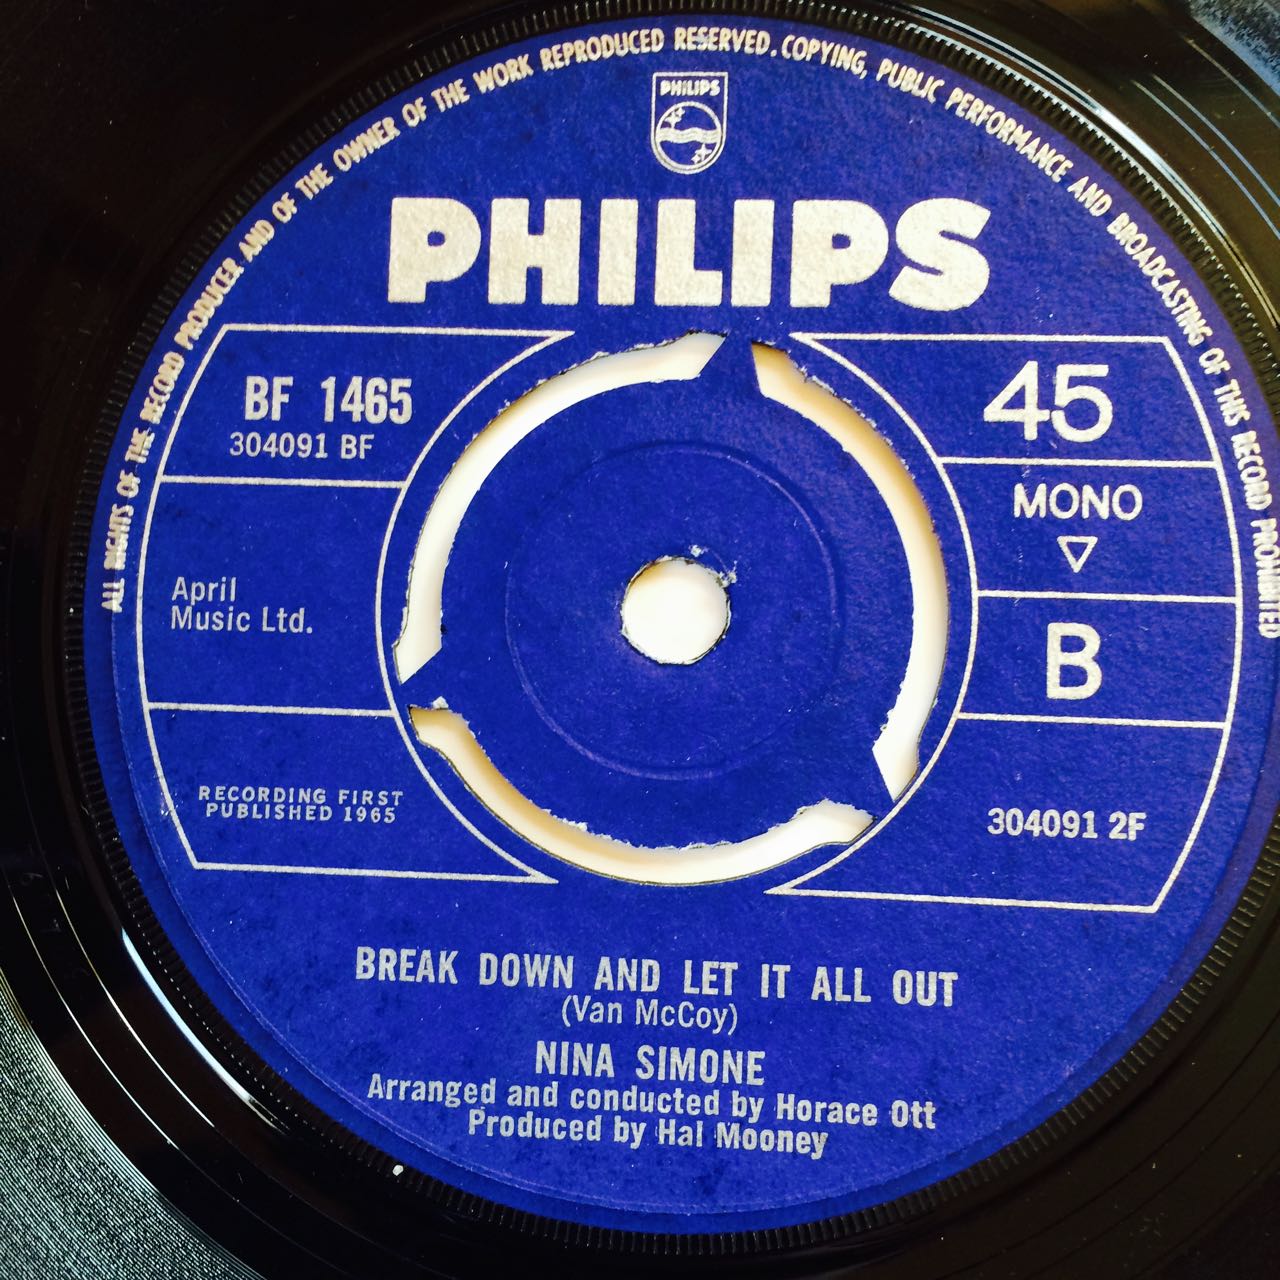 ALL RIGHTS OF THE RECORD PRODUCER AND OF THE OWNER OF THE WORK REPRODUCED RESERVED. COPYING, PUBLIC PERFORMANCE AND BROADCASTING OF THIS RECORD PROHIBITED
PHILIPS
PHILIPS
BF 1465
304091 BF
45
MONO
April
Music Ltd.
B
RECORDING FIRST
PUBLISHED 1965
304091 2F
BREAK DOWN AND LET IT ALL OUT
(Van McCoy)
NINA SIMONE
Arranged and conducted by Horace Ott
Produced by Hal Mooney